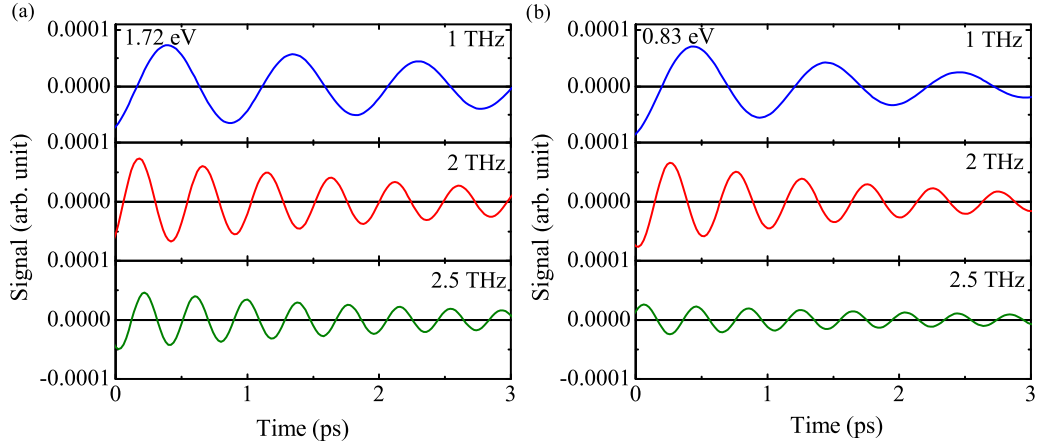 (a)
1.72 eV
1 THz
2 THz
2.5 THz
0.0001
0.0000
0.0001
0.0000
0.0001
0.0000
-0.0001
Signal (arb. unit)
0 1 2 3
Time (ps)
(b)
0.83 eV
1 THz
2 THz
2.5 THz
0.0001
0.0000
0.0001
0.0000
0.0001
0.0000
-0.0001
Signal (arb. unit)
0 1 2 3
Time (ps)